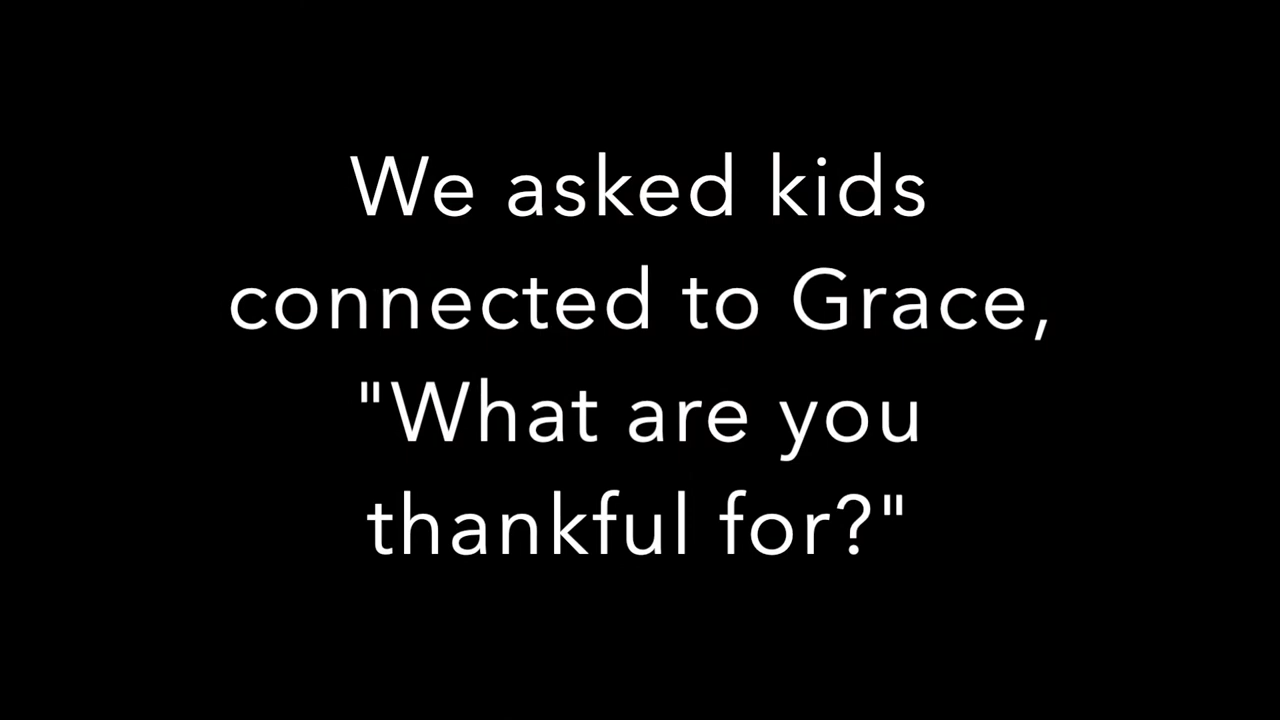 We asked kids
connected to Grace,
"What are you
thankful for?"